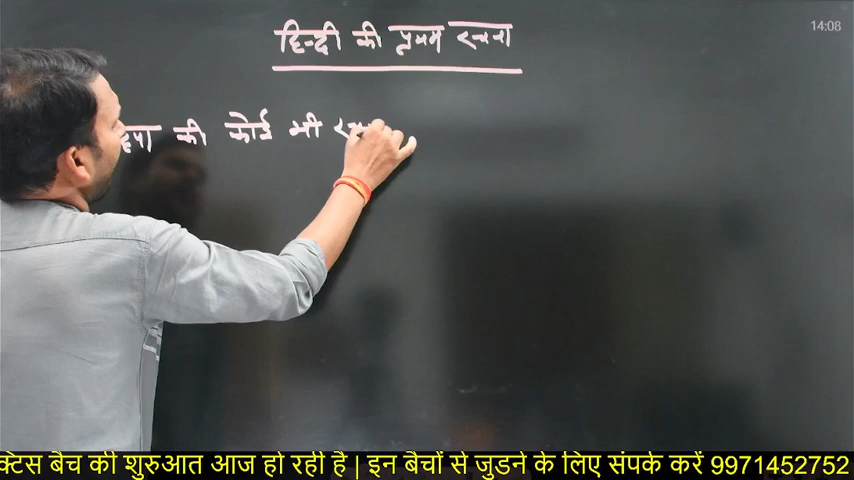 14:08
हिन्दी की प्रथम रचना
की कोई भी
क्टिस बैच की शुरुआत आज हो रही है | इन बैचों से जुडने के लिए संपर्क करें 9971452752